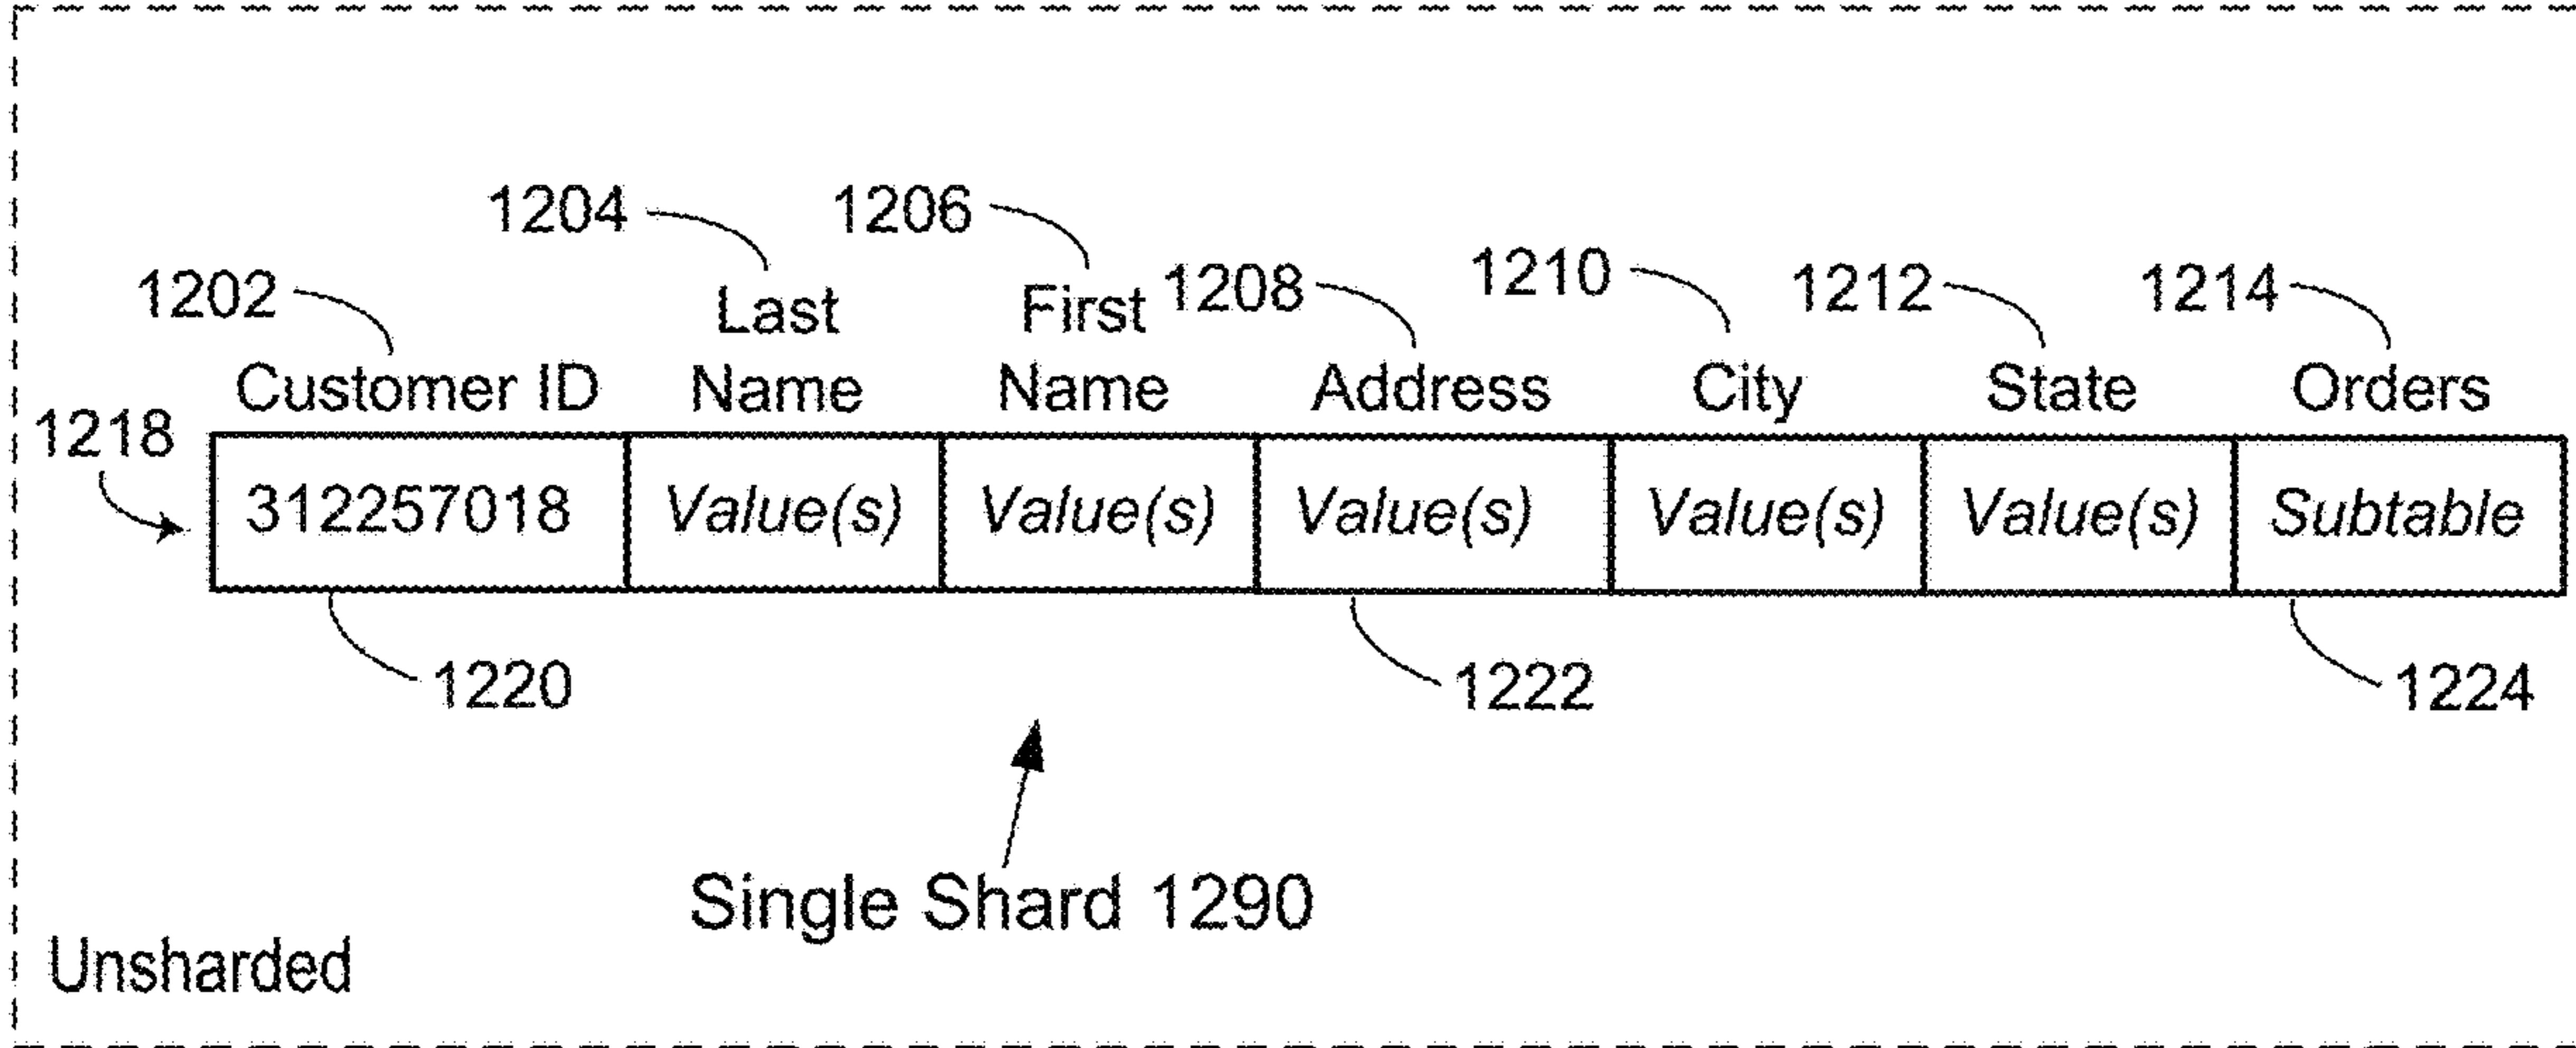 1204 1206
1202 Last First 1208 1210 1212 1214
Customer ID Name Name Address City State Orders
1218
312257018 Value(s) Value(s) Value(s) Value(s) Value(s) Subtable
1220 1222 1224
Single Shard 1290
Unsharded